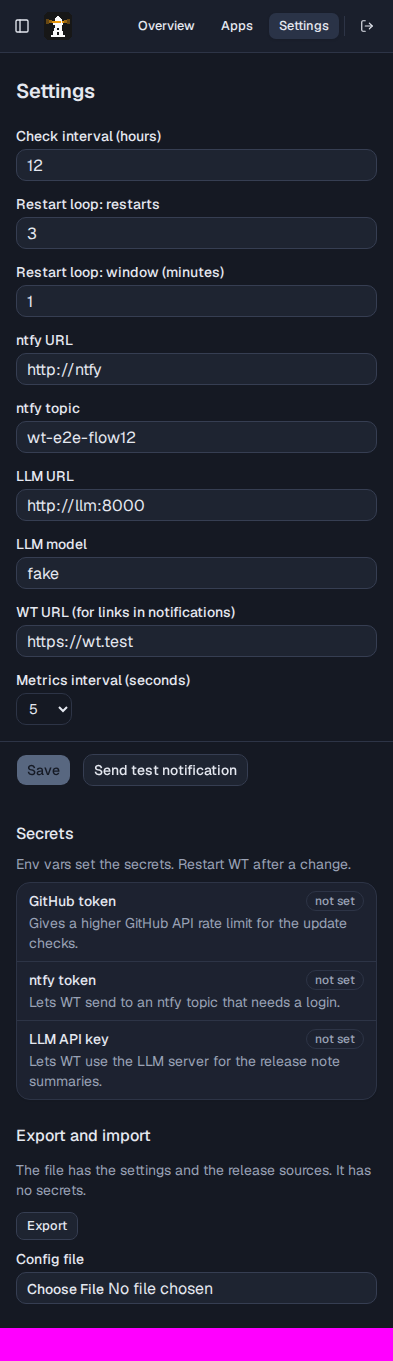 Overview Apps Settings
Settings
Check interval (hours)
12
Restart loop: restarts
3
Restart loop: window (minutes)
1
ntfy URL
http://ntfy
ntfy topic
wt-e2e-flow12
LLM URL
http://llm:8000
LLM model
fake
WT URL (for links in notifications)
https://wt.test
Metrics interval (seconds)
5
Save Send test notification
Secrets
Env vars set the secrets. Restart WT after a change.
GitHub token not set
Gives a higher GitHub API rate limit for the update
checks.
ntfy token not set
Lets WT send to an ntfy topic that needs a login.
LLM API key not set
Lets WT use the LLM server for the release note
summaries.
Export and import
The file has the settings and the release sources. It has
no secrets.
Export
Config file
Choose File No file chosen